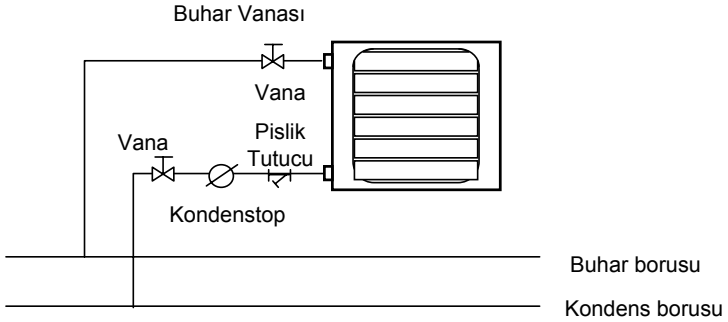 Buhar Vanası
Vana
Vana
Pislik
Tutucu
Kondenstop
Buhar borusu
Kondens borusu